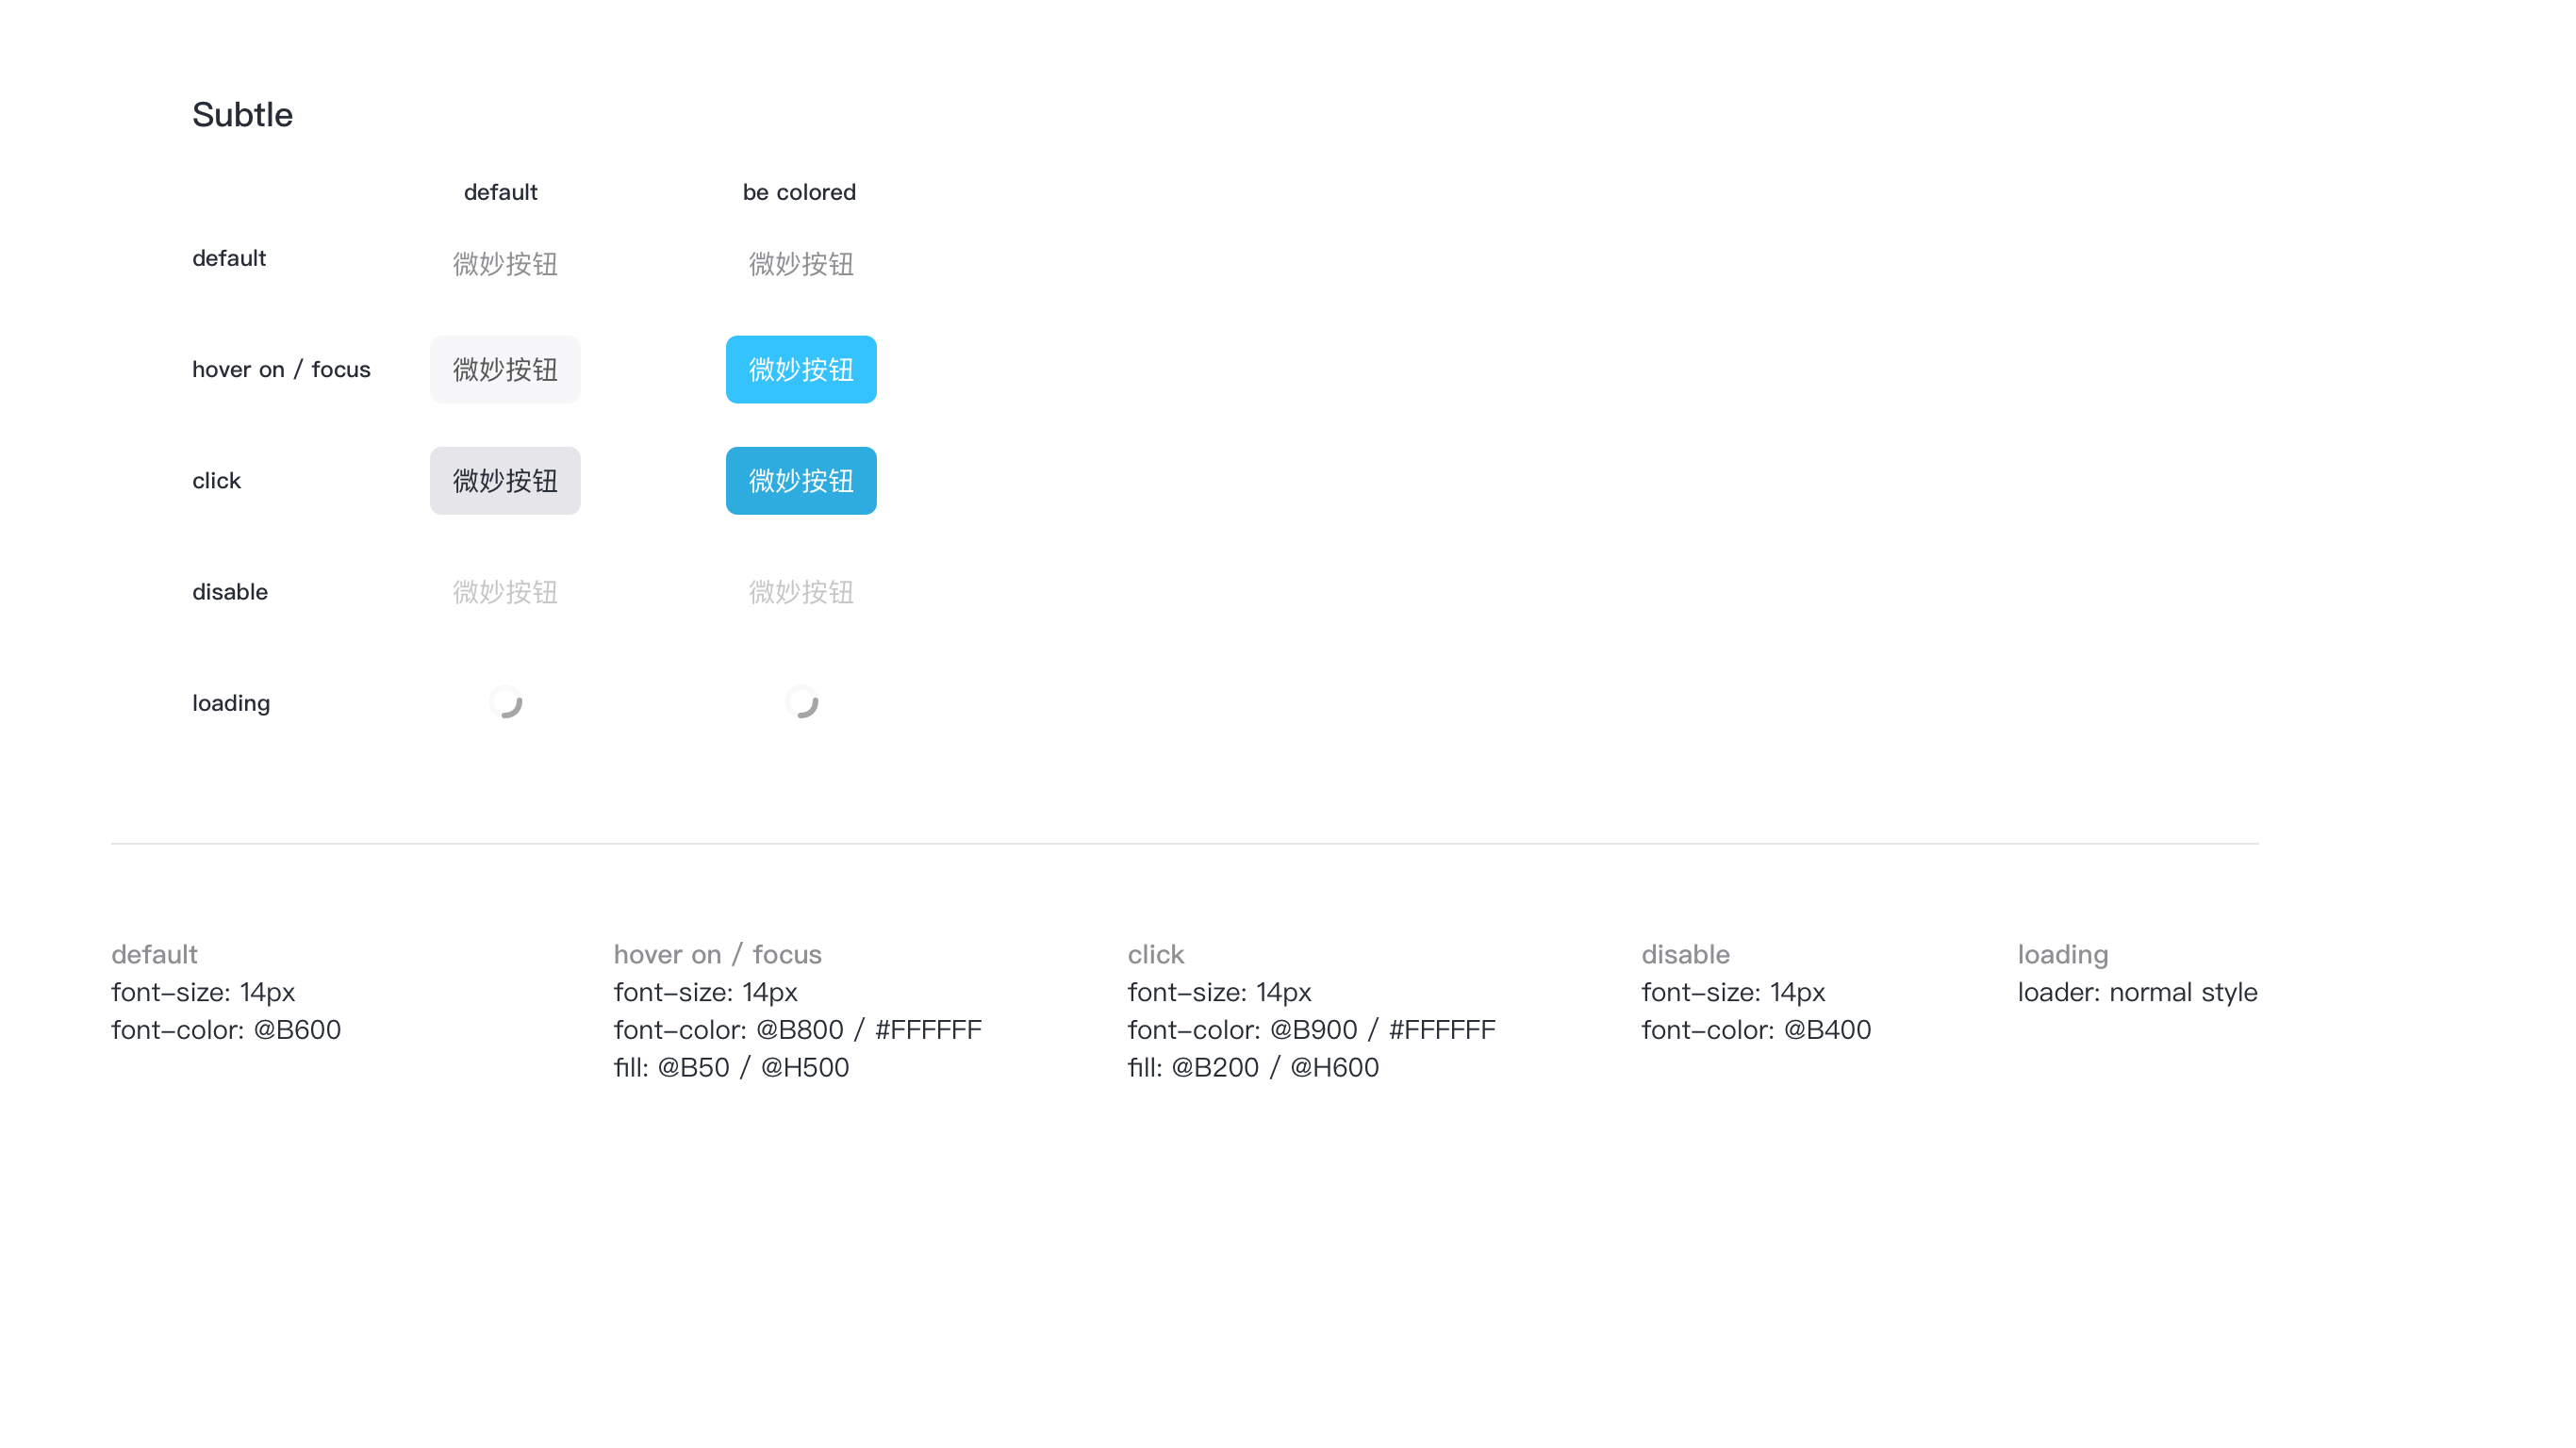 Subtle
default be colored
default 微妙按钮 微妙按钮
hover on / focus 微妙按钮 微妙按钮
click 微妙按钮 微妙按钮
disable 微妙按钮 微妙按钮
loading
default
font-size: 14px
font-color: @B600
hover on / focus
font-size: 14px
font-color: @B800 / #FFFFFF
fill: @B50 / @H500
click
font-size: 14px
font-color: @B900 / #FFFFFF
fill: @B200 / @H600
disable
font-size: 14px
font-color: @B400
loading
loader: normal style